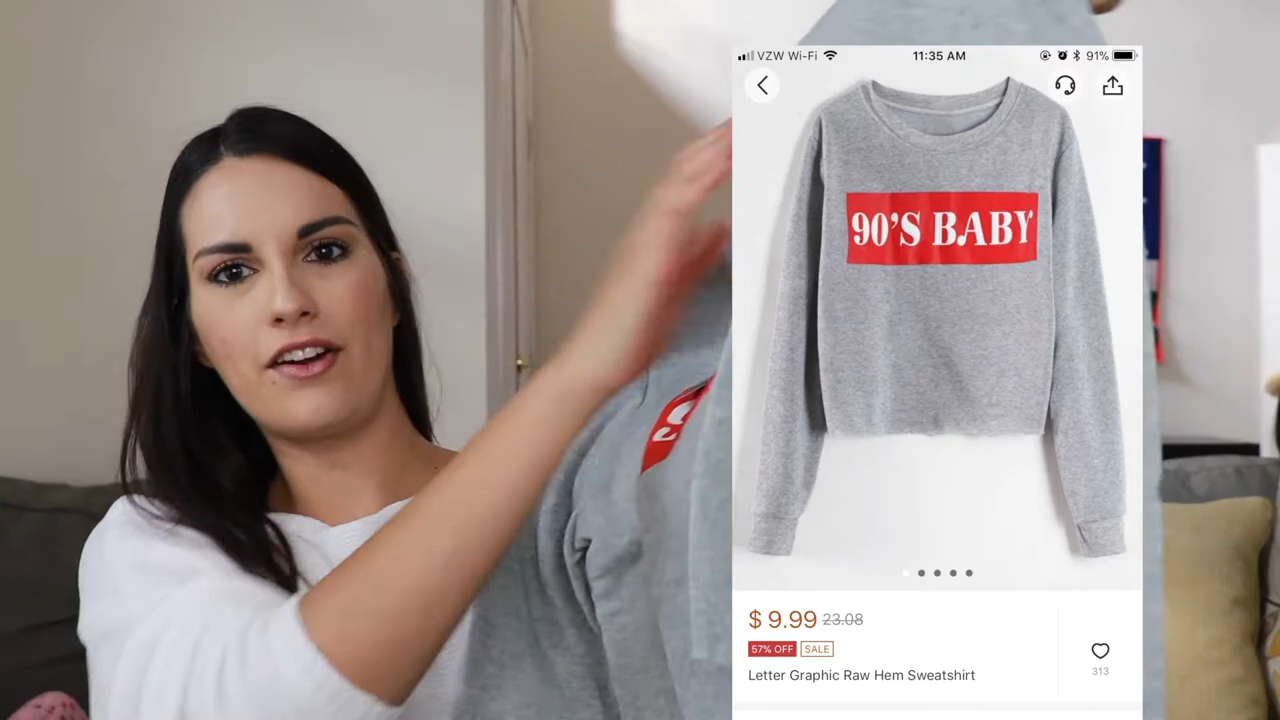 VZW Wi-Fi 11:35 AM 91%
90'S BABY
$ 9.99 23.08
57% OFF SALE
Letter Graphic Raw Hem Sweatshirt
313